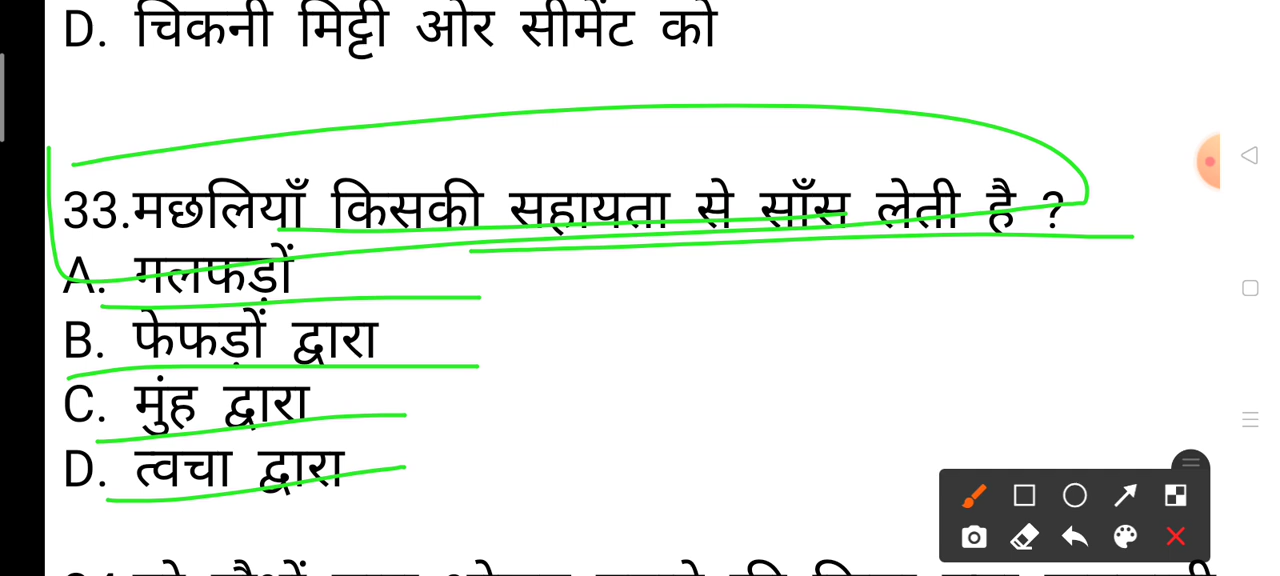 D. चिकनी मिट्टी ओर सीमेंट को
33.मछलियाँ किसकी सहायता से साँस लेती है ?
A. गलफड़ों
B. फेफड़ों द्वारा
C. मुंह द्वारा
D. त्वचा द्वारा